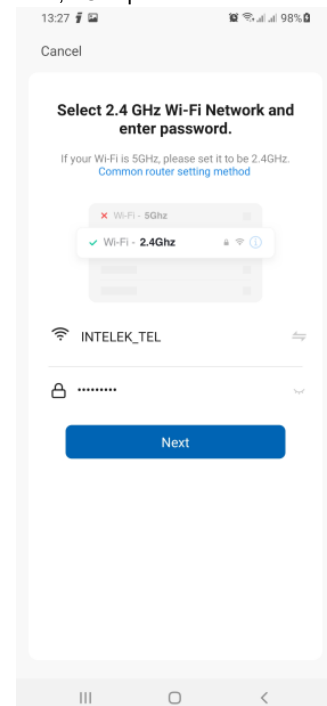 13:27 98%
Cancel
Select 2.4 GHz Wi-Fi Network and
enter password.
If your Wi-Fi is 5GHz, please set it to be 2.4GHz.
Common router setting method
Wi-Fi - 5Ghz
Wi-Fi - 2.4Ghz
INTELEK_TEL
•••••••••
Next